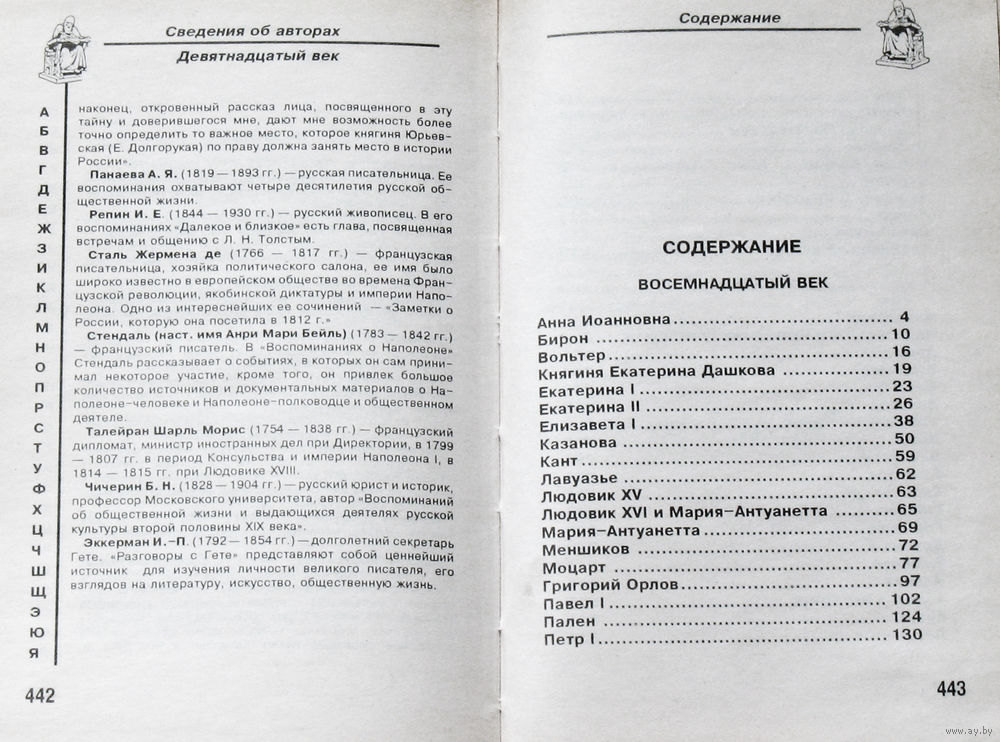 Сведения об авторах
Девятнадцатый век
А
Б
В
Г
Д
Е
Ж
З
И
К
Л
М
Н
О
П
Р
С
Т
У
Ф
Х
Ц
Ч
Ш
Щ
Э
Ю
Я
наконец, откровенный рассказ лица, посвященного в эту
тайну и доверившегося мне, дают мне возможность более
точно определить то важное место, которое княгиня Юрьев-
ская (Е. Долгорукая) по праву должна занять место в истории
России».
Панаева А. Я. (1819 — 1893 гг.) — русская писательница. Ее
воспоминания охватывают четыре десятилетия русской об-
щественной жизни.
Репин И. Е. (1844 — 1930 гг.) — русский живописец. В его
воспоминаниях «Далекое и близкое» есть глава, посвященная
встречам и общению с Л. Н. Толстым.
Сталь Жермена де (1766 — 1817 гг.) — французская
писательница, хозяйка политического салона, ее имя было
широко известно в европейском обществе во времена Фран-
цузской революции, якобинской диктатуры и империи Напо-
леона. Одно из интереснейших ее сочинений — «Заметки о
России, которую она посетила в 1812 г.»
Стендаль (наст. имя Анри Мари Бейль) (1783 — 1842 гг.)
— французский писатель. В «Воспоминаниях о Наполеоне»
Стендаль рассказывает о событиях, в которых он сам прини-
мал некоторое участие, кроме того, он привлек большое
количество источников и документальных материалов о На-
полеоне-человеке и Наполеоне-полководце и общественном
деятеле.
Талейран Шарль Морис (1754 — 1838 гг.) — французский
дипломат, министр иностранных дел при Директории, в 1799
— 1807 гг. в период Консульства и империи Наполеона I, в
1814 — 1815 гг. при Людовике XVIII.
Чичерин Б. Н. (1828 — 1904 гг.) — русский юрист и историк,
профессор Московского университета, автор «Воспоминаний
об общественной жизни и выдающихся деятелях русской
культуры второй половины XIX века».
Эккерман И.-П. (1792 — 1854 гг.) — долголетний секретарь
Гете. «Разговоры с Гете» представляют собой ценнейший
источник для изучения личности великого писателя, его
взглядов на литературу, искусство, общественную жизнь.
442
Содержание
СОДЕРЖАНИЕ
ВОСЕМНАДЦАТЫЙ ВЕК
Анна Иоанновна 4
Бирон 10
Вольтер 16
Княгиня Екатерина Дашкова 19
Екатерина I 23
Екатерина II 26
Елизавета I 38
Казанова 50
Кант 59
Лавуазье 62
Людовик XV 63
Людовик XVI и Мария-Антуанетта 65
Мария-Антуанетта 69
Меншиков 72
Моцарт 77
Григорий Орлов 97
Павел I 102
Пален 124
Петр I 130
443
www.ay.by